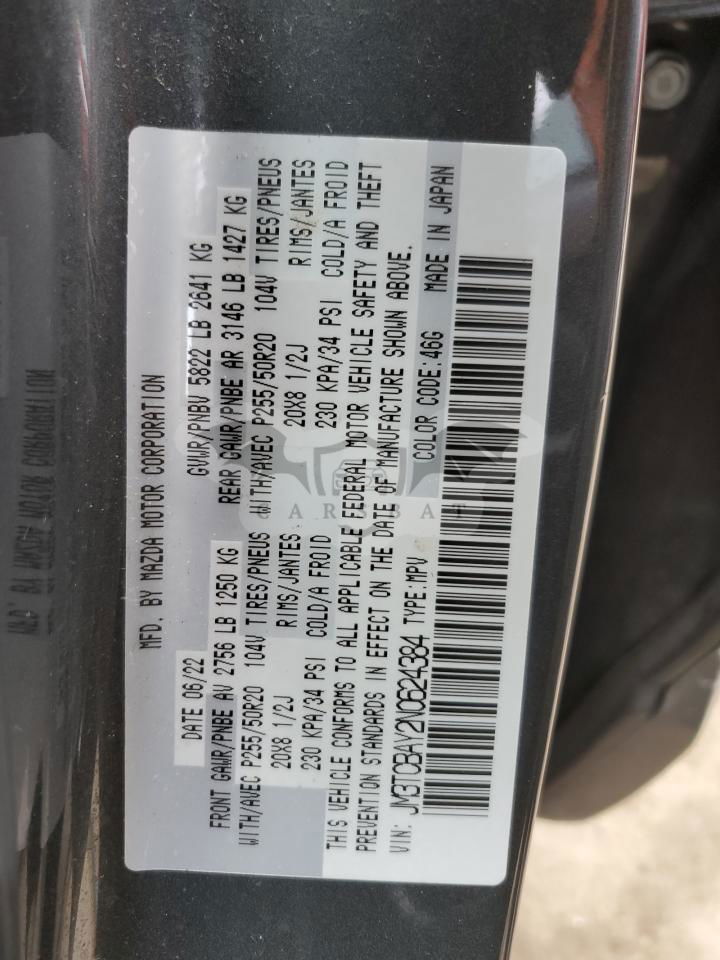 MFD. BY MAZDA MOTOR CORPORATION
DATE 06/22 GVWR/PNBV 5822 LB 2641 KG
FRONT GAWR/PNBE AV 2756 LB 1250 KG REAR GAWR/PNBE AR 3146 LB 1427 KG
WITH/AVEC P255/50R20 104V TIRES/PNEUS WITH/AVEC P255/50R20 104V TIRES/PNEUS
20X8 1/2J RIMS/JANTES 20X8 1/2J RIMS/JANTES
230 KPA/34 PSI COLD/A FROID 230 KPA/34 PSI COLD/A FROID
THIS VEHICLE CONFORMS TO ALL APPLICABLE FEDERAL MOTOR VEHICLE SAFETY AND THEFT
PREVENTION STANDARDS IN EFFECT ON THE DATE OF MANUFACTURE SHOWN ABOVE.
VIN: JM3TCBAY2N0624384 TYPE: MPV COLOR CODE: 46G MADE IN JAPAN
CARSBAT